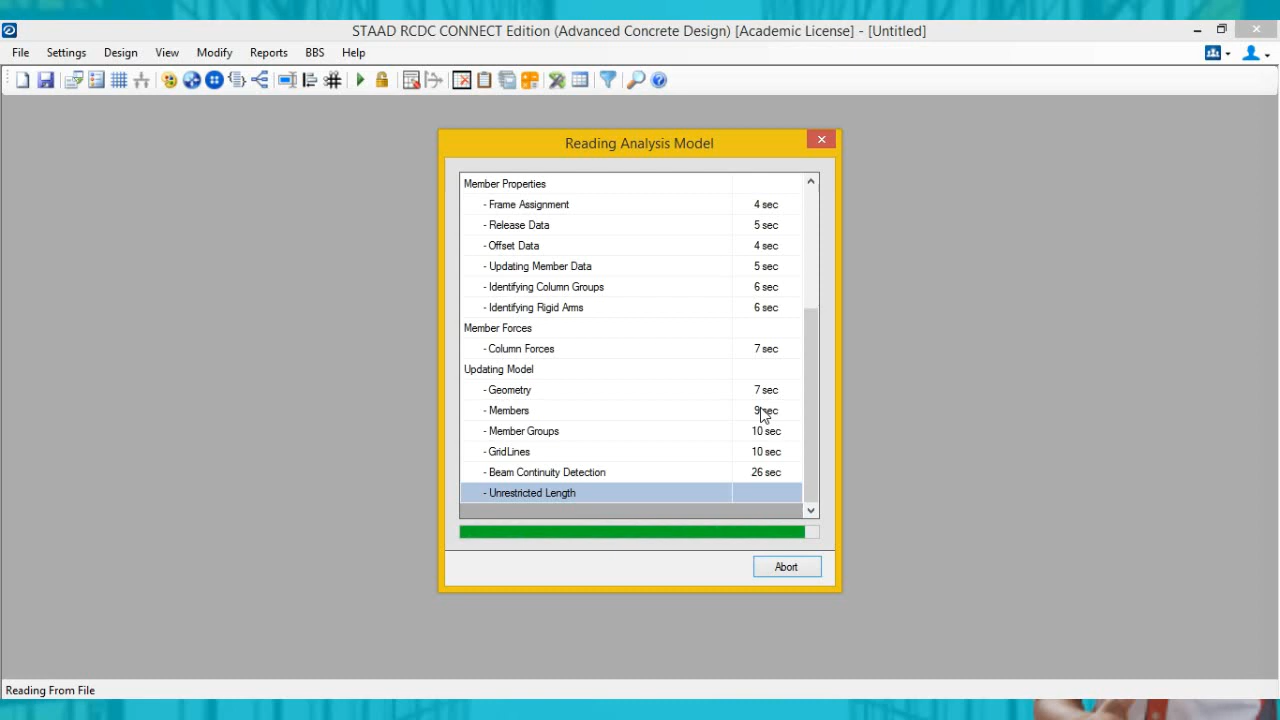 STAAD RCDC CONNECT Edition (Advanced Concrete Design) [Academic License] - [Untitled]
File Settings Design View Modify Reports BBS Help
Reading Analysis Model
Member Properties
- Frame Assignment 4 sec
- Release Data 5 sec
- Offset Data 4 sec
- Updating Member Data 5 sec
- Identifying Column Groups 6 sec
- Identifying Rigid Arms 6 sec
Member Forces
- Column Forces 7 sec
Updating Model
- Geometry 7 sec
- Members 9 sec
- Member Groups 10 sec
- GridLines 10 sec
- Beam Continuity Detection 26 sec
- Unrestricted Length
Abort
Reading From File